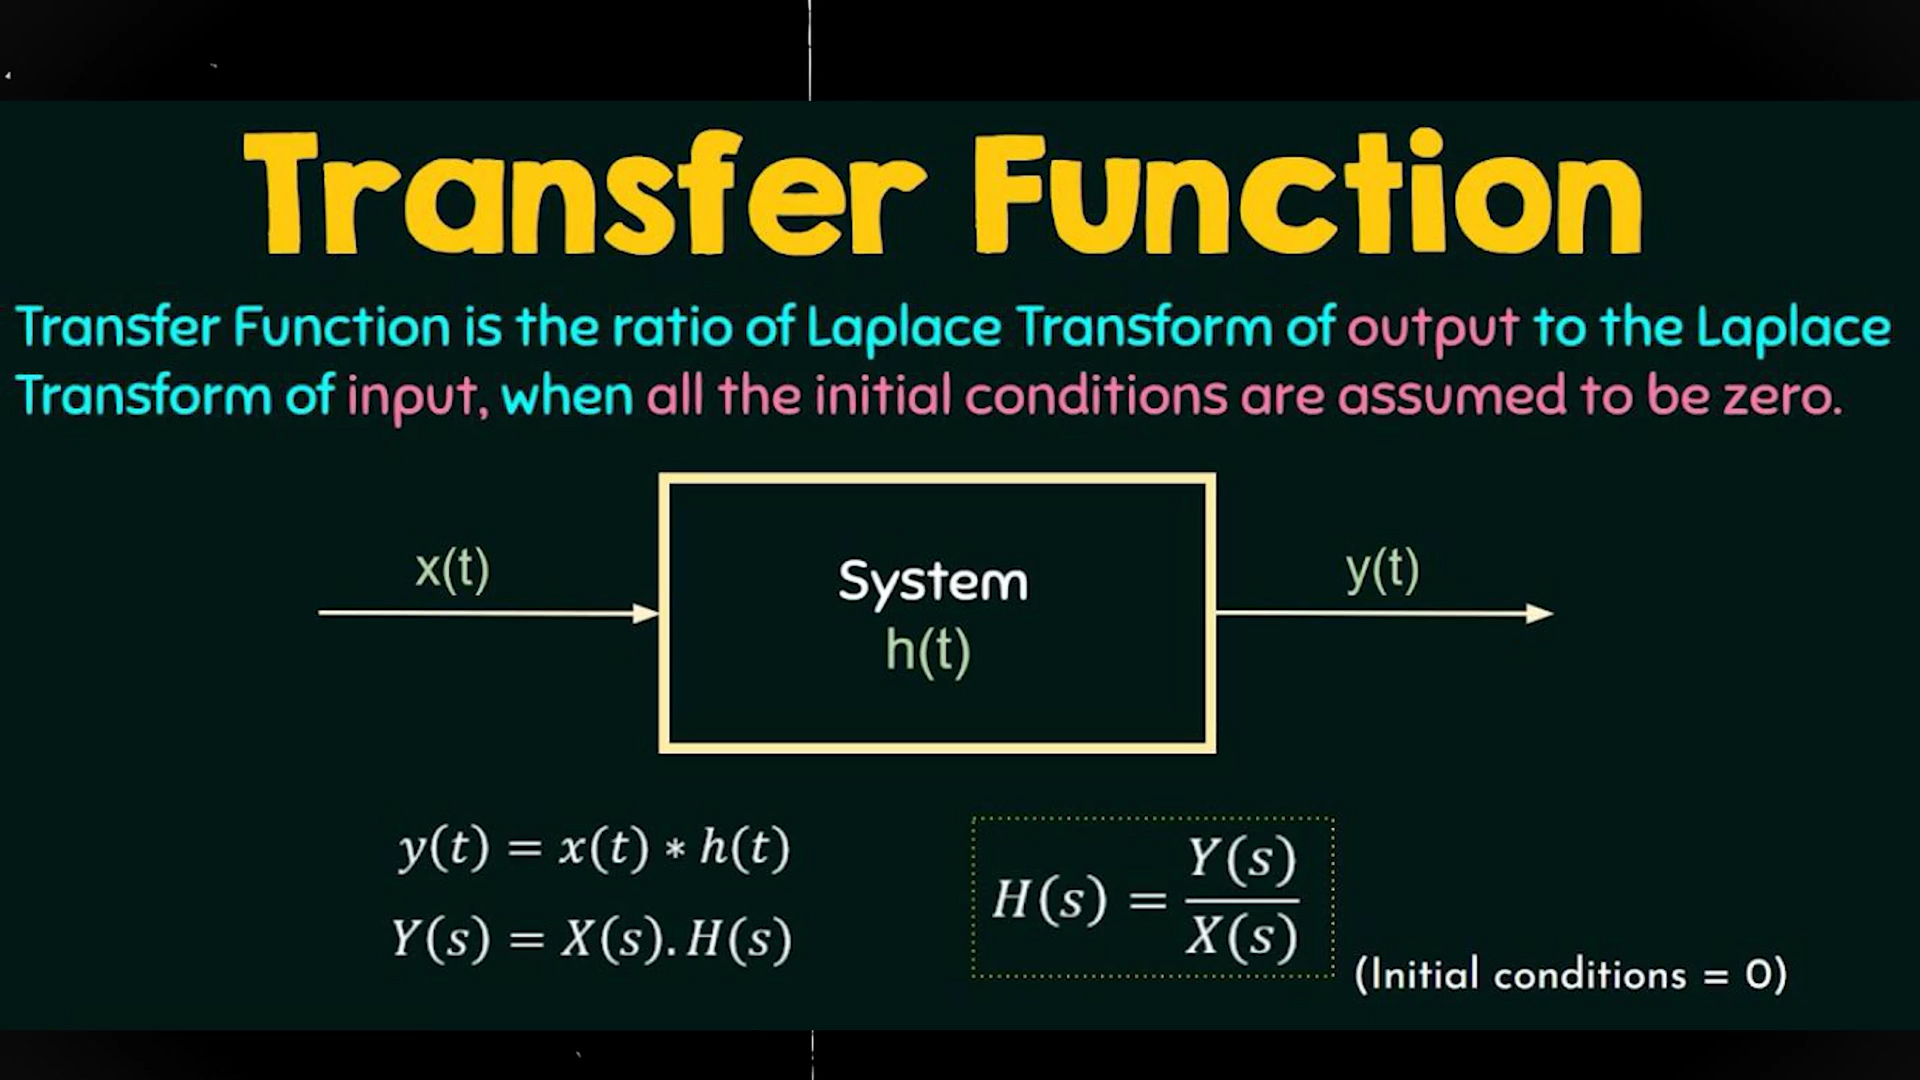 Transfer Function
Transfer Function is the ratio of Laplace Transform of output to the Laplace
Transform of input, when all the initial conditions are assumed to be zero.
x(t)
System
h(t)
y(t)
y(t) = x(t) * h(t)
Y(s) = X(s). H(s)
H(s) = Y(s)
X(s)
(Initial conditions = 0)